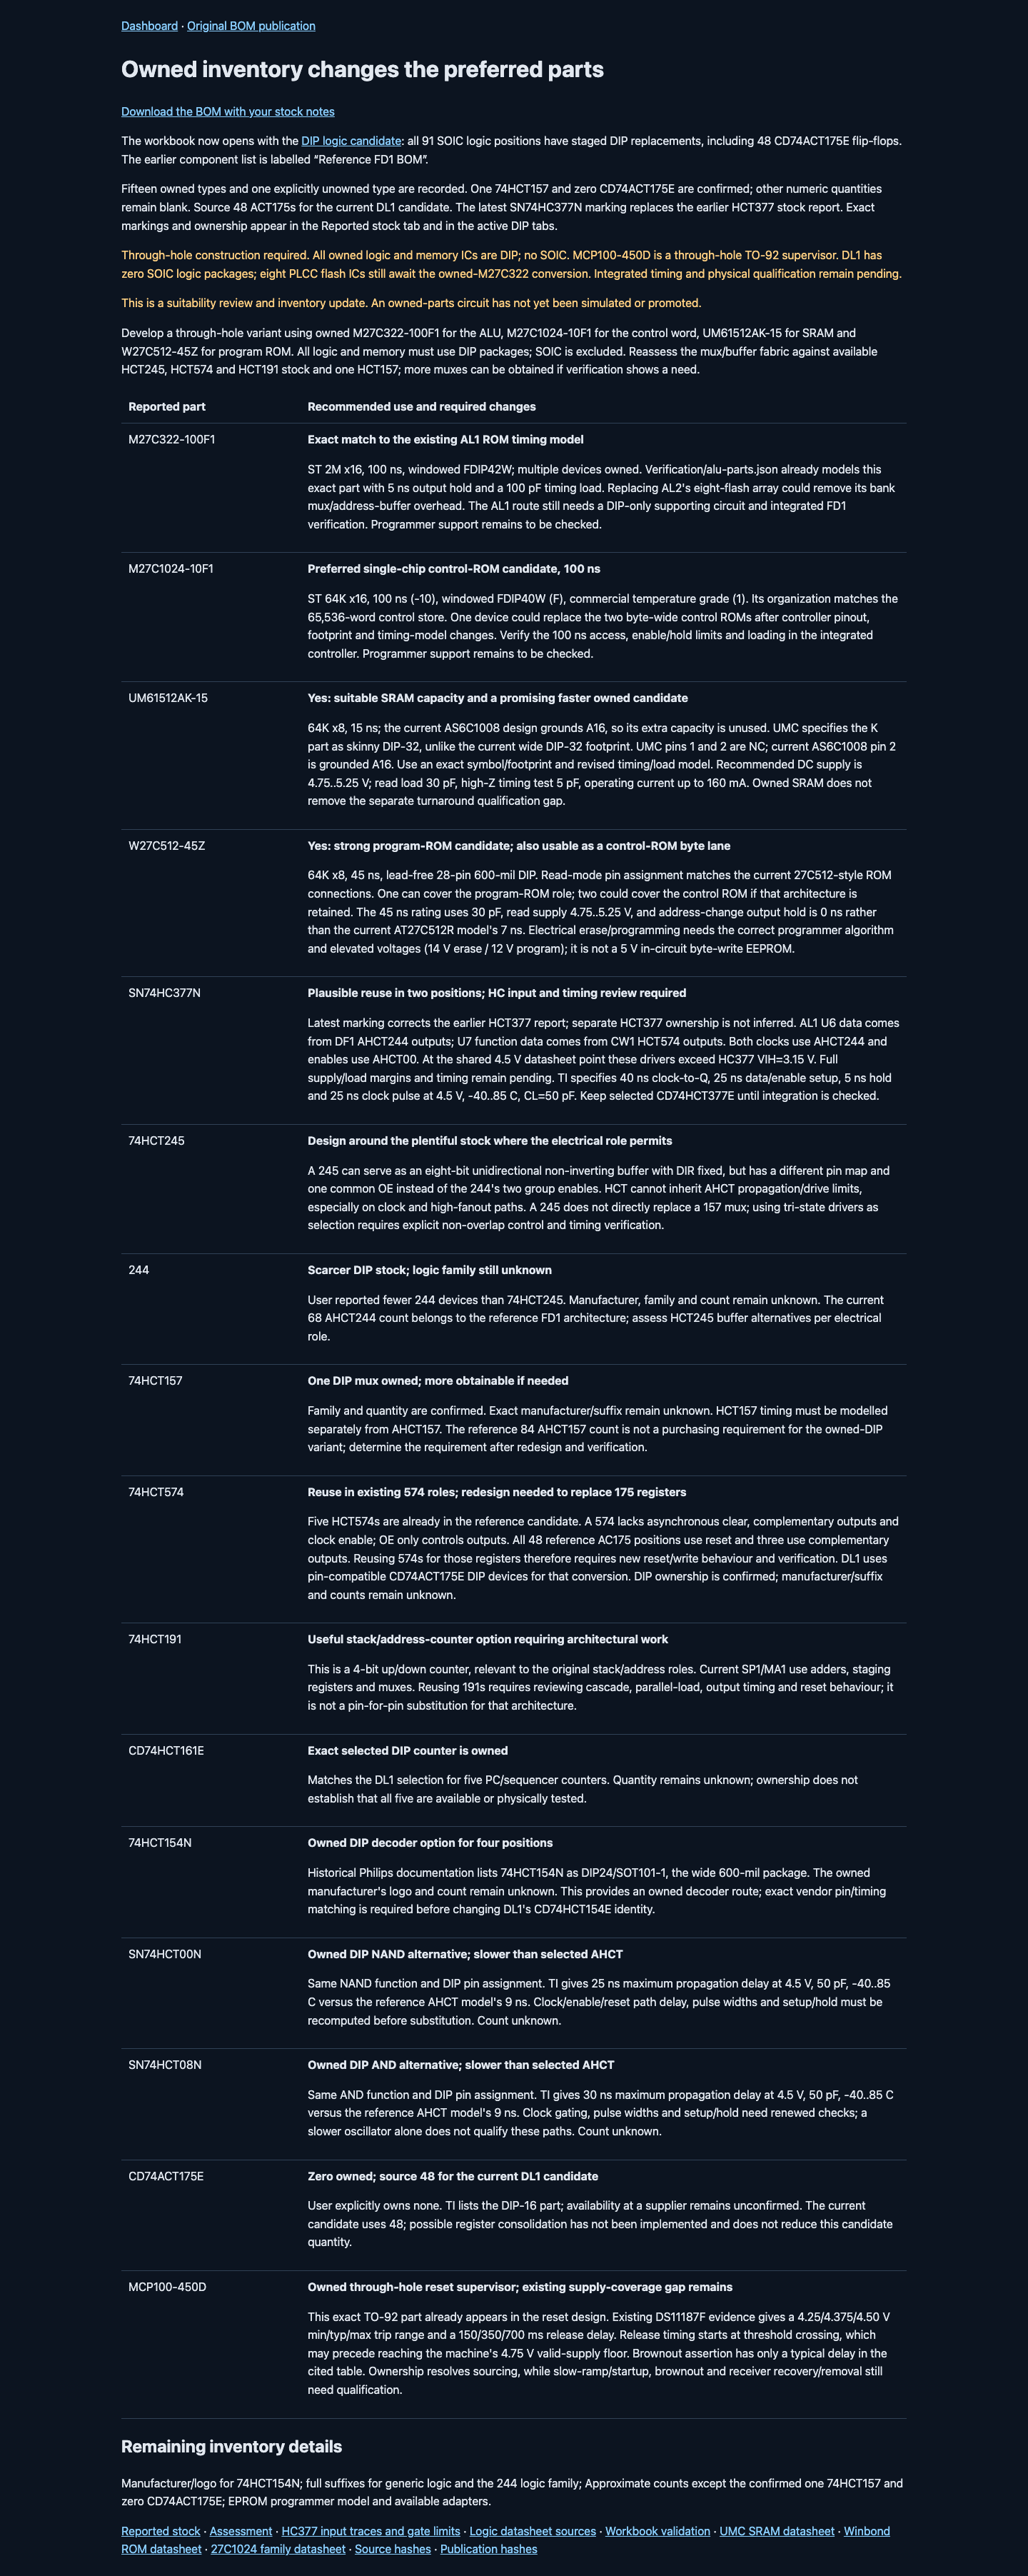 Dashboard · Original BOM publication
Owned inventory changes the preferred parts
Download the BOM with your stock notes
The workbook now opens with the DIP logic candidate: all 91 SOIC logic positions have staged DIP replacements, including 48 CD74ACT175E flip-flops.
The earlier component list is labelled “Reference FD1 BOM”.
Fifteen owned types and one explicitly unowned type are recorded. One 74HCT157 and zero CD74ACT175E are confirmed; other numeric quantities
remain blank. Source 48 ACT175s for the current DL1 candidate. The latest SN74HC377N marking replaces the earlier HCT377 stock report. Exact
markings and ownership appear in the Reported stock tab and in the active DIP tabs.
Through-hole construction required. All owned logic and memory ICs are DIP; no SOIC. MCP100-450D is a through-hole TO-92 supervisor. DL1 has
zero SOIC logic packages; eight PLCC flash ICs still await the owned-M27C322 conversion. Integrated timing and physical qualification remain pending.
This is a suitability review and inventory update. An owned-parts circuit has not yet been simulated or promoted.
Develop a through-hole variant using owned M27C322-100F1 for the ALU, M27C1024-10F1 for the control word, UM61512AK-15 for SRAM and
W27C512-45Z for program ROM. All logic and memory must use DIP packages; SOIC is excluded. Reassess the mux/buffer fabric against available
HCT245, HCT574 and HCT191 stock and one HCT157; more muxes can be obtained if verification shows a need.
Reported part Recommended use and required changes
M27C322-100F1 Exact match to the existing AL1 ROM timing model
ST 2M x16, 100 ns, windowed FDIP42W; multiple devices owned. Verification/alu-parts.json already models this
exact part with 5 ns output hold and a 100 pF timing load. Replacing AL2's eight-flash array could remove its bank
mux/address-buffer overhead. The AL1 route still needs a DIP-only supporting circuit and integrated FD1
verification. Programmer support remains to be checked.
M27C1024-10F1 Preferred single-chip control-ROM candidate, 100 ns
ST 64K x16, 100 ns (-10), windowed FDIP40W (F), commercial temperature grade (1). Its organization matches the
65,536-word control store. One device could replace the two byte-wide control ROMs after controller pinout,
footprint and timing-model changes. Verify the 100 ns access, enable/hold limits and loading in the integrated
controller. Programmer support remains to be checked.
UM61512AK-15 Yes: suitable SRAM capacity and a promising faster owned candidate
64K x8, 15 ns; the current AS6C1008 design grounds A16, so its extra capacity is unused. UMC specifies the K
part as skinny DIP-32, unlike the current wide DIP-32 footprint. UMC pins 1 and 2 are NC; current AS6C1008 pin 2
is grounded A16. Use an exact symbol/footprint and revised timing/load model. Recommended DC supply is
4.75..5.25 V; read load 30 pF, high-Z timing test 5 pF, operating current up to 160 mA. Owned SRAM does not
remove the separate turnaround qualification gap.
W27C512-45Z Yes: strong program-ROM candidate; also usable as a control-ROM byte lane
64K x8, 45 ns, lead-free 28-pin 600-mil DIP. Read-mode pin assignment matches the current 27C512-style ROM
connections. One can cover the program-ROM role; two could cover the control ROM if that architecture is
retained. The 45 ns rating uses 30 pF, read supply 4.75..5.25 V, and address-change output hold is 0 ns rather
than the current AT27C512R model's 7 ns. Electrical erase/programming needs the correct programmer algorithm
and elevated voltages (14 V erase / 12 V program); it is not a 5 V in-circuit byte-write EEPROM.
SN74HC377N Plausible reuse in two positions; HC input and timing review required
Latest marking corrects the earlier HCT377 report; separate HCT377 ownership is not inferred. AL1 U6 data comes
from DF1 AHCT244 outputs; U7 function data comes from CW1 HCT574 outputs. Both clocks use AHCT244 and
enables use AHCT00. At the shared 4.5 V datasheet point these drivers exceed HC377 VIH=3.15 V. Full
supply/load margins and timing remain pending. TI specifies 40 ns clock-to-Q, 25 ns data/enable setup, 5 ns hold
and 25 ns clock pulse at 4.5 V, -40..85 C, CL=50 pF. Keep selected CD74HCT377E until integration is checked.
74HCT245 Design around the plentiful stock where the electrical role permits
A 245 can serve as an eight-bit unidirectional non-inverting buffer with DIR fixed, but has a different pin map and
one common OE instead of the 244's two group enables. HCT cannot inherit AHCT propagation/drive limits,
especially on clock and high-fanout paths. A 245 does not directly replace a 157 mux; using tri-state drivers as
selection requires explicit non-overlap control and timing verification.
244 Scarcer DIP stock; logic family still unknown
User reported fewer 244 devices than 74HCT245. Manufacturer, family and count remain unknown. The current
68 AHCT244 count belongs to the reference FD1 architecture; assess HCT245 buffer alternatives per electrical
role.
74HCT157 One DIP mux owned; more obtainable if needed
Family and quantity are confirmed. Exact manufacturer/suffix remain unknown. HCT157 timing must be modelled
separately from AHCT157. The reference 84 AHCT157 count is not a purchasing requirement for the owned-DIP
variant; determine the requirement after redesign and verification.
74HCT574 Reuse in existing 574 roles; redesign needed to replace 175 registers
Five HCT574s are already in the reference candidate. A 574 lacks asynchronous clear, complementary outputs and
clock enable; OE only controls outputs. All 48 reference AC175 positions use reset and three use complementary
outputs. Reusing 574s for those registers therefore requires new reset/write behaviour and verification. DL1 uses
pin-compatible CD74ACT175E DIP devices for that conversion. DIP ownership is confirmed; manufacturer/suffix
and counts remain unknown.
74HCT191 Useful stack/address-counter option requiring architectural work
This is a 4-bit up/down counter, relevant to the original stack/address roles. Current SP1/MA1 use adders, staging
registers and muxes. Reusing 191s requires reviewing cascade, parallel-load, output timing and reset behaviour; it
is not a pin-for-pin substitution for that architecture.
CD74HCT161E Exact selected DIP counter is owned
Matches the DL1 selection for five PC/sequencer counters. Quantity remains unknown; ownership does not
establish that all five are available or physically tested.
74HCT154N Owned DIP decoder option for four positions
Historical Philips documentation lists 74HCT154N as DIP24/SOT101-1, the wide 600-mil package. The owned
manufacturer's logo and count remain unknown. This provides an owned decoder route; exact vendor pin/timing
matching is required before changing DL1's CD74HCT154E identity.
SN74HCT00N Owned DIP NAND alternative; slower than selected AHCT
Same NAND function and DIP pin assignment. TI gives 25 ns maximum propagation delay at 4.5 V, 50 pF, -40..85
C versus the reference AHCT model's 9 ns. Clock/enable/reset path delay, pulse widths and setup/hold must be
recomputed before substitution. Count unknown.
SN74HCT08N Owned DIP AND alternative; slower than selected AHCT
Same AND function and DIP pin assignment. TI gives 30 ns maximum propagation delay at 4.5 V, 50 pF, -40..85 C
versus the reference AHCT model's 9 ns. Clock gating, pulse widths and setup/hold need renewed checks; a
slower oscillator alone does not qualify these paths. Count unknown.
CD74ACT175E Zero owned; source 48 for the current DL1 candidate
User explicitly owns none. TI lists the DIP-16 part; availability at a supplier remains unconfirmed. The current
candidate uses 48; possible register consolidation has not been implemented and does not reduce this candidate
quantity.
MCP100-450D Owned through-hole reset supervisor; existing supply-coverage gap remains
This exact TO-92 part already appears in the reset design. Existing DS11187F evidence gives a 4.25/4.375/4.50 V
min/typ/max trip range and a 150/350/700 ms release delay. Release timing starts at threshold crossing, which
may precede reaching the machine's 4.75 V valid-supply floor. Brownout assertion has only a typical delay in the
cited table. Ownership resolves sourcing, while slow-ramp/startup, brownout and receiver recovery/removal still
need qualification.
Remaining inventory details
Manufacturer/logo for 74HCT154N; full suffixes for generic logic and the 244 logic family; Approximate counts except the confirmed one 74HCT157 and
zero CD74ACT175E; EPROM programmer model and available adapters.
Reported stock · Assessment · HC377 input traces and gate limits · Logic datasheet sources · Workbook validation · UMC SRAM datasheet · Winbond
ROM datasheet · 27C1024 family datasheet · Source hashes · Publication hashes